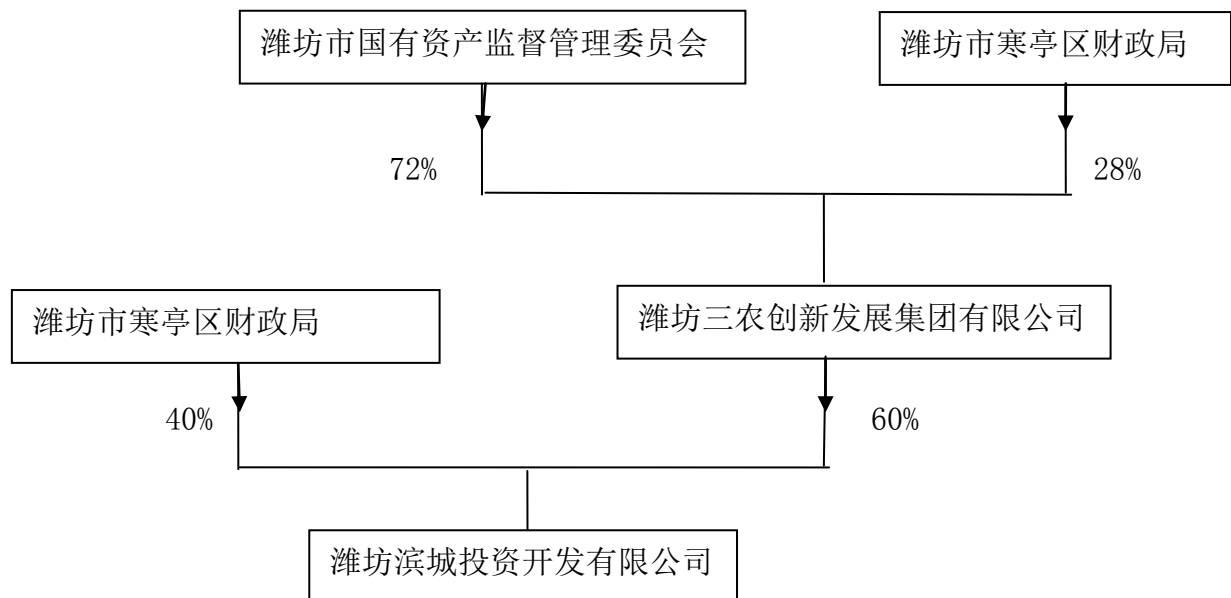 潍坊市国有资产监督管理委员会
潍坊市寒亭区财政局
72%
28%
潍坊市寒亭区财政局
潍坊三农创新发展集团有限公司
40%
60%
潍坊滨城投资开发有限公司